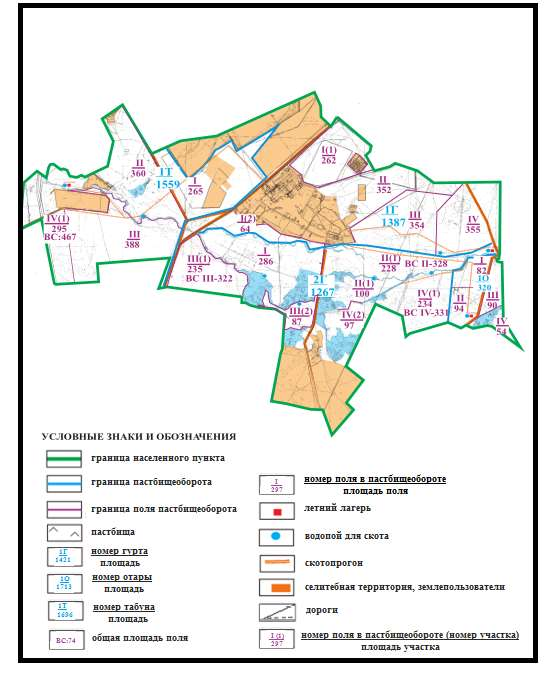 I(1)
262
II
360
1Т
1559
I
265
II
352
IV(1)
295
ВС:467
I(2)
64
1Г
1387
III
354
IV
355
III
388
III(1)
235
ВС III-322
I
286
II(1)
228
ВС II-328
I
82
1О
320
2Г
1267
II(1)
100
IV(1)
234
ВС IV-331
II
94
III
90
III(2)
87
IV(2)
97
IV
54
УСЛОВНЫЕ ЗНАКИ И ОБОЗНАЧЕНИЯ
граница населенного пункта
граница пастбищеоборота
граница поля пастбищеоборота
пастбища
1Г
1421
номер гурта
площадь
1О
1713
номер отары
площадь
1Т
1696
номер табуна
площадь
ВС:74
общая площадь поля
I
297
номер поля в пастбищеобороте
площадь поля
летний лагерь
водопой для скота
скотопрогон
селитебная территория, землепользователи
дороги
I (1)
297
номер поля в пастбищеобороте (номер участка)
площадь участка